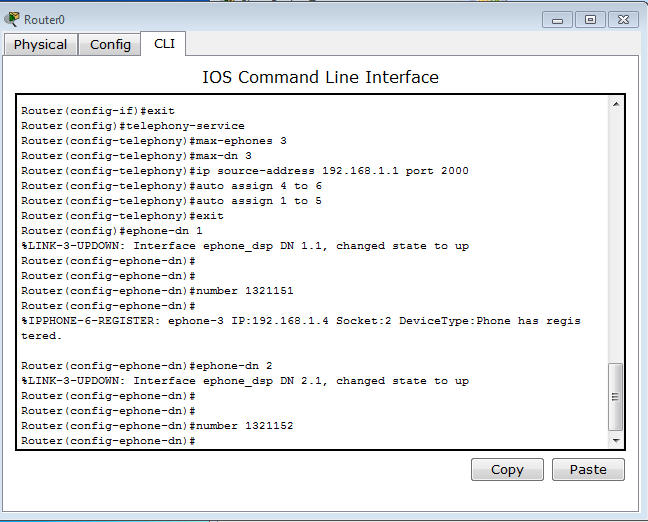 Router0
Physical Config CLI
IOS Command Line Interface
Router(config-if)#exit
Router(config)#telephony-service
Router(config-telephony)#max-ephones 3
Router(config-telephony)#max-dn 3
Router(config-telephony)#ip source-address 192.168.1.1 port 2000
Router(config-telephony)#auto assign 4 to 6
Router(config-telephony)#auto assign 1 to 5
Router(config-telephony)#exit
Router(config)#ephone-dn 1
%LINK-3-UPDOWN: Interface ephone_dsp DN 1.1, changed state to up
Router(config-ephone-dn)#
Router(config-ephone-dn)#
Router(config-ephone-dn)#number 1321151
Router(config-ephone-dn)#
%IPPHONE-6-REGISTER: ephone-3 IP:192.168.1.4 Socket:2 DeviceType:Phone has regis
tered.
Router(config-ephone-dn)#ephone-dn 2
%LINK-3-UPDOWN: Interface ephone_dsp DN 2.1, changed state to up
Router(config-ephone-dn)#
Router(config-ephone-dn)#
Router(config-ephone-dn)#number 1321152
Router(config-ephone-dn)#
Copy Paste